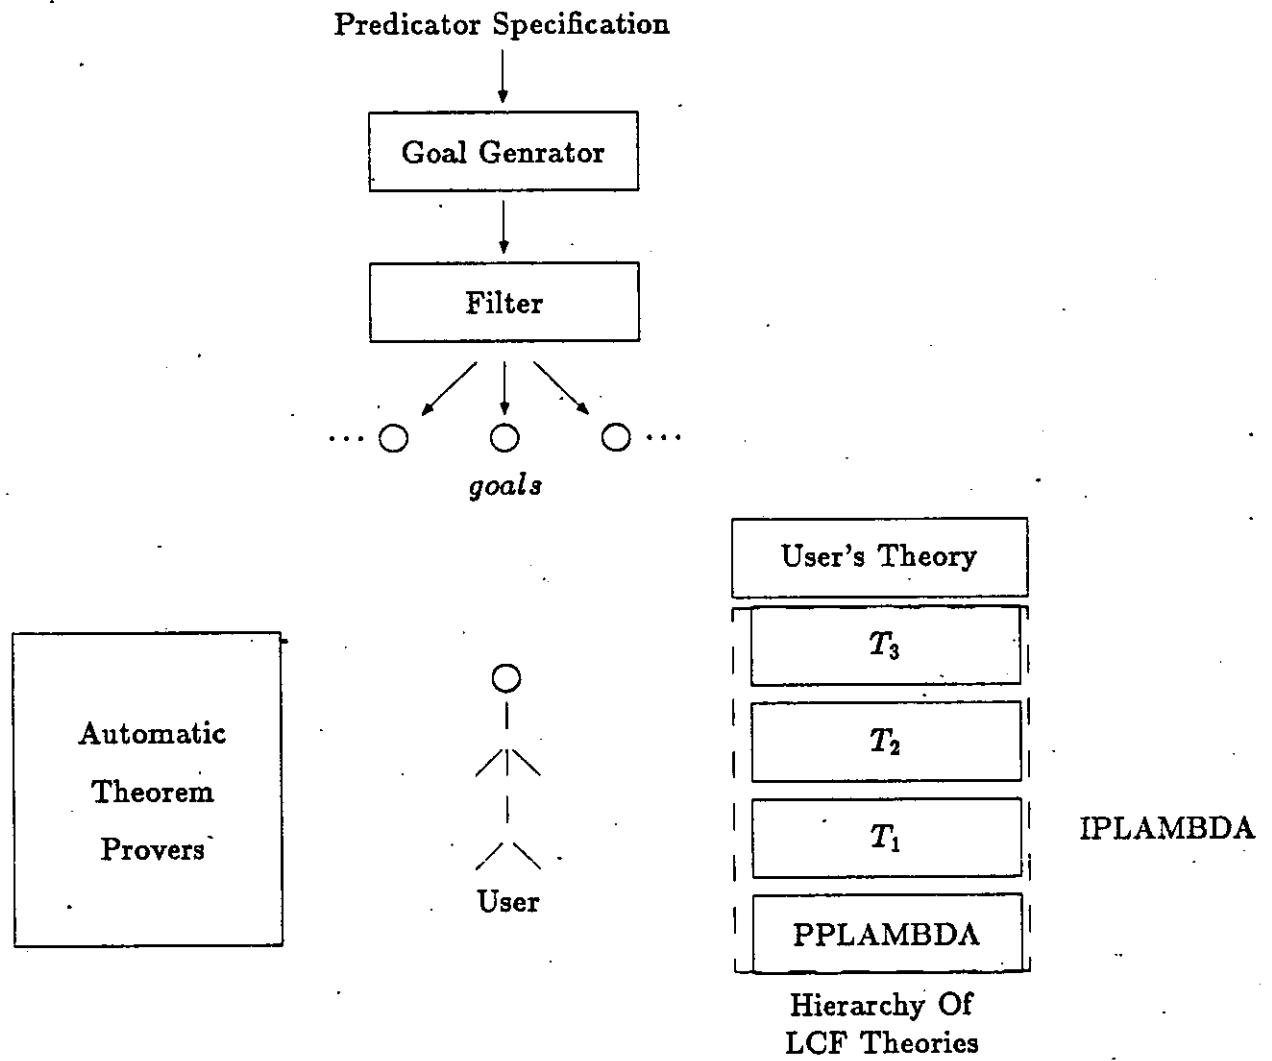 Predicator Specification
Goal Genrator
Filter
... ...
goals
User's Theory
T₃
Automatic
Theorem
Provers
T₂
T₁
IPLAMBDA
User
PPLAMBDA
Hierarchy Of
LCF Theories